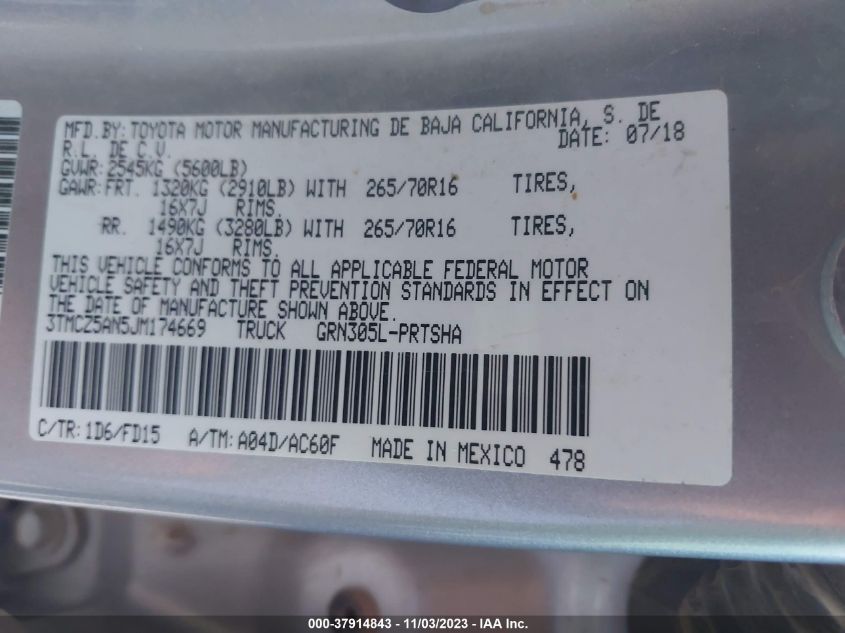 MFD.BY: TOYOTA MOTOR MANUFACTURING DE BAJA CALIFORNIA, S. DE
R.L. DE C.V. DATE: 07/18
GVWR: 2545KG (5600LB)
GAWR: FRT. 1320KG (2910LB) WITH 265/70R16 TIRES,
16X7J RIMS.
RR. 1490KG (3280LB) WITH 265/70R16 TIRES,
16X7J RIMS.
THIS VEHICLE CONFORMS TO ALL APPLICABLE FEDERAL MOTOR
VEHICLE SAFETY AND THEFT PREVENTION STANDARDS IN EFFECT ON
THE DATE OF MANUFACTURE SHOWN ABOVE.
3TMCZ5AN5JM174669 TRUCK GRN305L-PRTSHA
C/TR: 1D6/FD15 A/TM: A04D/AC60F MADE IN MEXICO 478
000-37914843 - 11/03/2023 - IAA Inc.